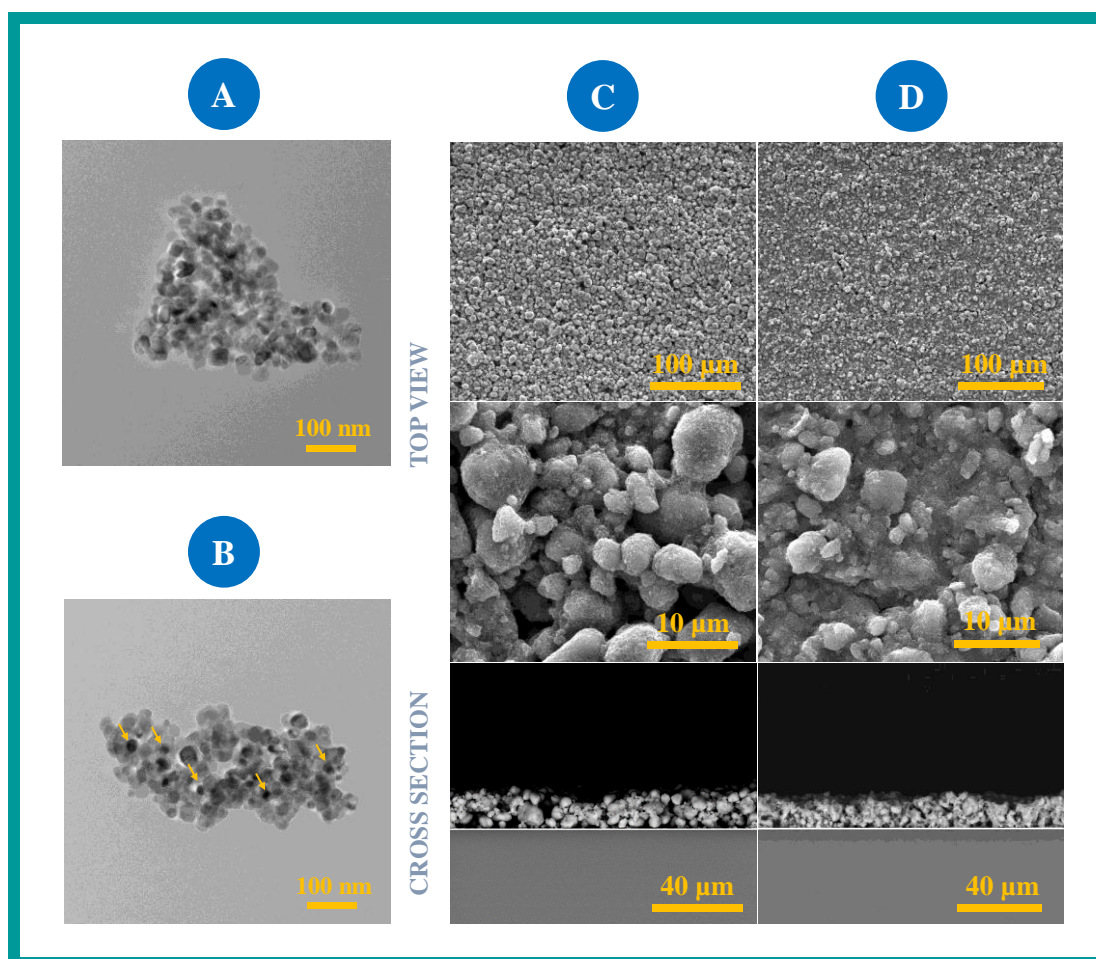 A
C
D
100 nm
TOP VIEW
100 µm
100 µm
10 µm
10 µm
B
100 nm
CROSS SECTION
40 µm
40 µm